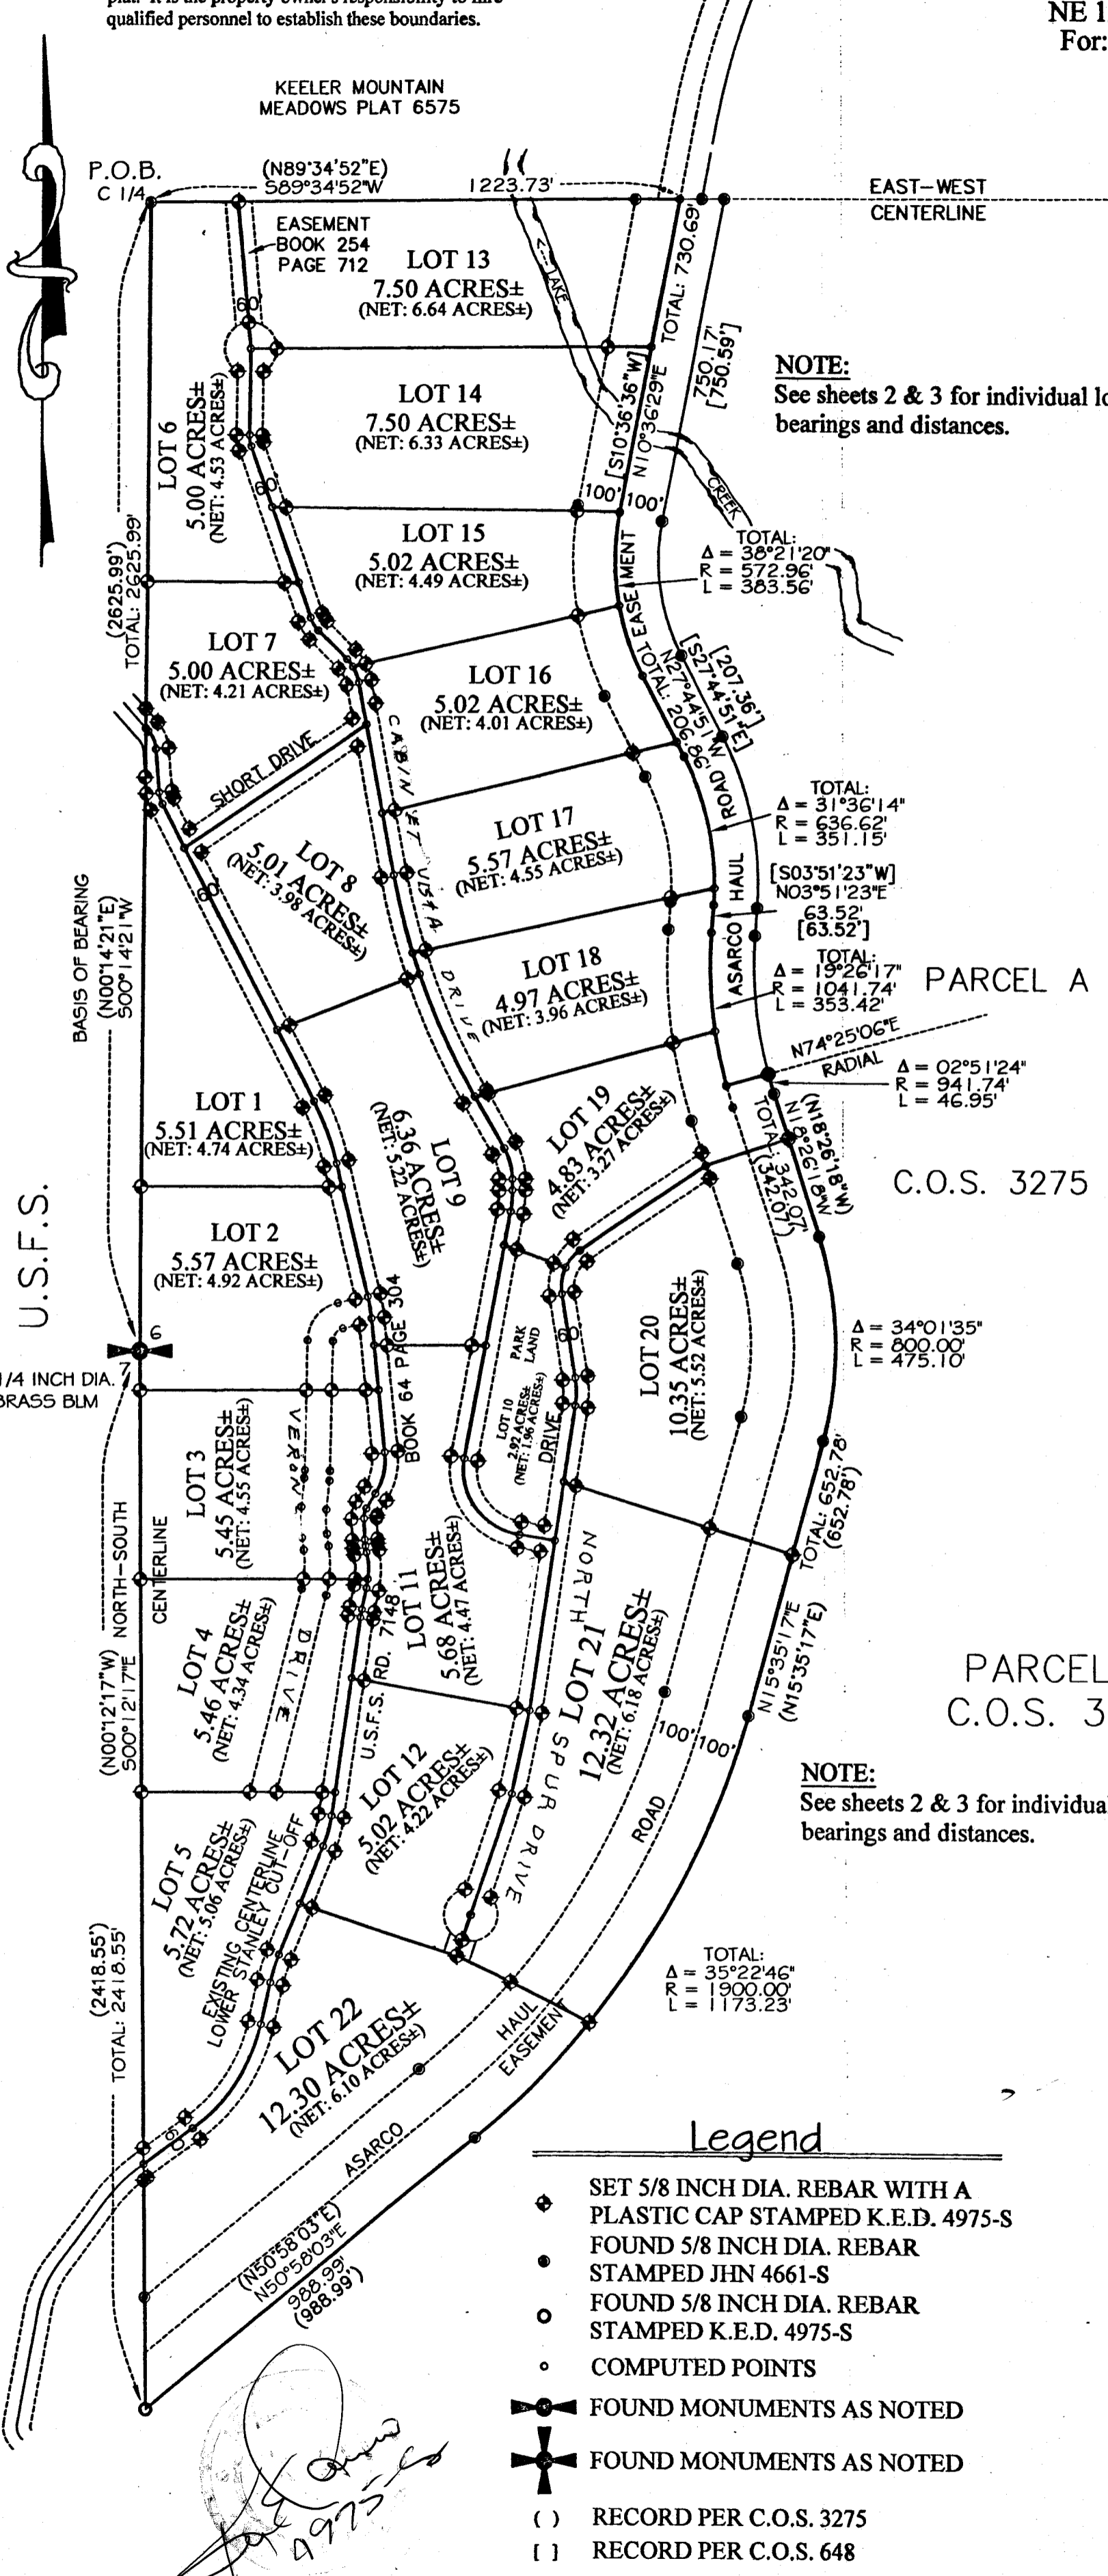 qualified personnel to establish these boundaries.
NE 1
For:
KEELER MOUNTAIN
MEADOWS PLAT 6575
P.O.B.
C 1/4
(N89°34'52"E)
S89°34'52"W
1223.73'
EAST-WEST
CENTERLINE
EASEMENT
BOOK 254
PAGE 712
LOT 13
7.50 ACRES±
(NET: 6.64 ACRES±)
LAKE
TOTAL: 730.69'
750.17'
[750.59']
60'
NOTE:
See sheets 2 & 3 for individual lo
bearings and distances.
LOT 6
5.00 ACRES±
(NET: 4.53 ACRES±)
LOT 14
7.50 ACRES±
(NET: 6.33 ACRES±)
[S10°36'36"W]
N10°36'29"E
60'
100' 100'
CREEK
LOT 15
5.02 ACRES±
(NET: 4.49 ACRES±)
TOTAL:
Δ = 38°21'20"
R = 572.96'
L = 383.56'
(2625.99')
TOTAL: 2625.99'
EASEMENT
LOT 7
5.00 ACRES±
(NET: 4.21 ACRES±)
LOT 16
5.02 ACRES±
(NET: 4.01 ACRES±)
[207.36']
[S27°44'51"E]
N27°44'51"W
TOTAL: 206.86'
SHORT DRIVE
CABINET VISTA DRIVE
ROAD
TOTAL:
Δ = 31°36'14"
R = 636.62'
L = 351.15'
LOT 8
5.01 ACRES±
(NET: 3.98 ACRES±)
60'
LOT 17
5.57 ACRES±
(NET: 4.55 ACRES±)
[S03°51'23"W]
N03°51'23"E
63.52'
[63.52']
ASARCO HAUL
BASIS OF BEARING
(N00°14'21"E)
S00°14'21"W
LOT 18
4.97 ACRES±
(NET: 3.96 ACRES±)
TOTAL:
Δ = 19°26'17"
R = 1041.74'
L = 353.42'
PARCEL A
N74°25'06"E
RADIAL
Δ = 02°51'24"
R = 941.74'
L = 46.95'
LOT 1
5.51 ACRES±
(NET: 4.74 ACRES±)
LOT 9
6.36 ACRES±
(NET: 5.22 ACRES±)
LOT 19
4.83 ACRES±
(NET: 3.27 ACRES±)
(N18°26'18"W)
N18°26'18"W
TOTAL: 342.07'
(342.07')
C.O.S. 3275
U.S.F.S.
LOT 2
5.57 ACRES±
(NET: 4.92 ACRES±)
6
7
1/4 INCH DIA.
BRASS BLM
BOOK 64 PAGE 304
PARK
LAND
LOT 10
2.92 ACRES±
(NET: 1.96 ACRES±)
60'
DRIVE
LOT 20
10.35 ACRES±
(NET: 5.52 ACRES±)
Δ = 34°01'35"
R = 800.00'
L = 475.10'
LOT 3
5.45 ACRES±
(NET: 4.55 ACRES±)
DRIVE
TOTAL: 652.78'
(652.78')
NORTH-SOUTH
CENTERLINE
LOT 11
5.68 ACRES±
(NET: 4.47 ACRES±)
NORTH SPUR DRIVE
N15°35'17"E
(N15°35'17"E)
LOT 4
5.46 ACRES±
(NET: 4.34 ACRES±)
U.S.F.S. RD. 7148
LOT 21
12.32 ACRES±
(NET: 6.18 ACRES±)
(N00°12'17"W)
S00°12'17"E
PARCEL
C.O.S. 3
100' 100'
ROAD
LOT 12
5.02 ACRES±
(NET: 4.22 ACRES±)
NOTE:
See sheets 2 & 3 for individual
bearings and distances.
LOT 5
5.72 ACRES±
(NET: 5.06 ACRES±)
EXISTING CENTERLINE
LOWER STANLEY CUT-OFF
(2418.55')
TOTAL: 2418.55'
TOTAL:
Δ = 35°22'46"
R = 1900.00'
L = 1173.23'
LOT 22
12.30 ACRES±
(NET: 6.10 ACRES±)
HAUL
EASEMENT
60'
ASARCO
(N50°58'03"E)
N50°58'03"E
988.99'
(988.99')
Legend
SET 5/8 INCH DIA. REBAR WITH A
PLASTIC CAP STAMPED K.E.D. 4975-S
FOUND 5/8 INCH DIA. REBAR
STAMPED JHN 4661-S
FOUND 5/8 INCH DIA. REBAR
STAMPED K.E.D. 4975-S
COMPUTED POINTS
FOUND MONUMENTS AS NOTED
FOUND MONUMENTS AS NOTED
( ) RECORD PER C.O.S. 3275
[ ] RECORD PER C.O.S. 648
4975-S